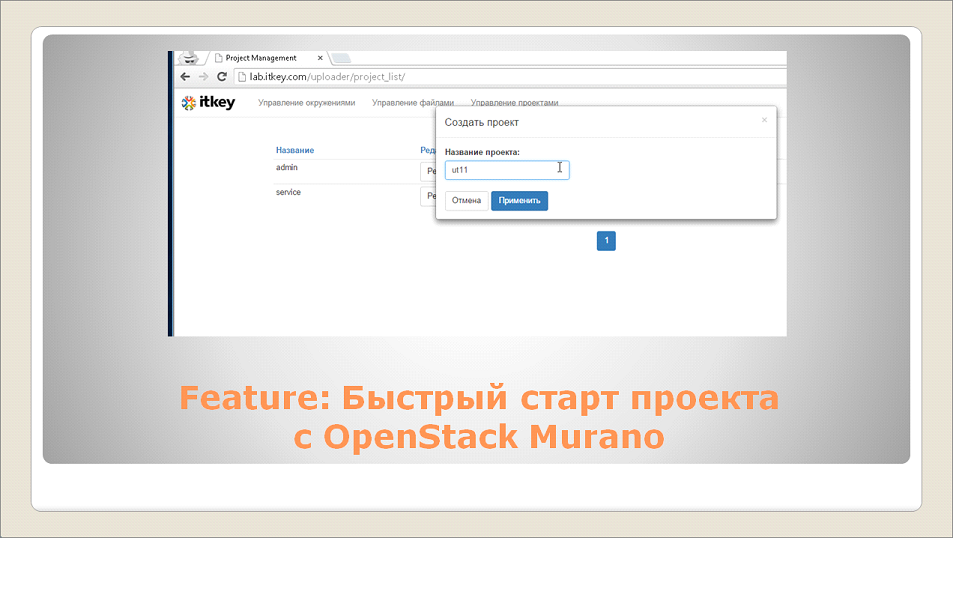 Project Management ×
lab.itkey.com/uploader/project_list/
itkey Управление окружениями Управление файлами Управление проектами
Создать проект ×
Название Ред
Название проекта:
admin Ре
ut11
service Ре
Отмена Применить
1
Feature: Быстрый старт проекта
с OpenStack Murano